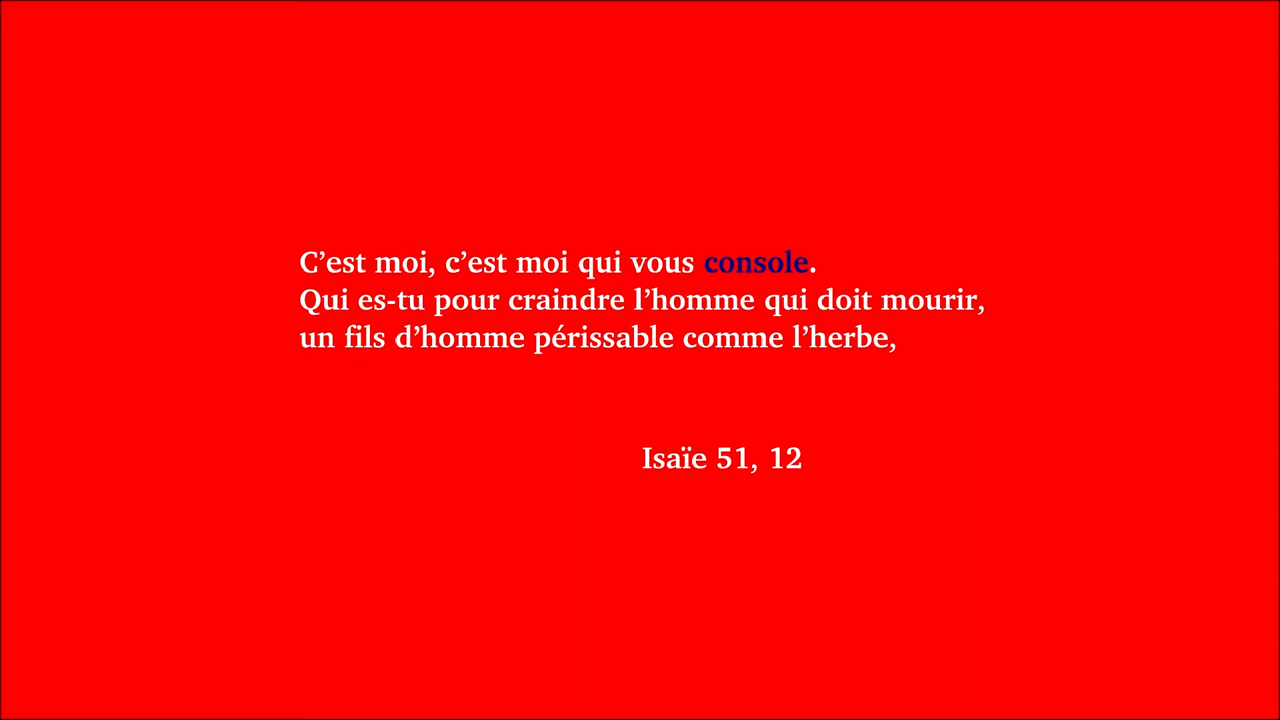 C’est moi, c’est moi qui vous console.
Qui es-tu pour craindre l’homme qui doit mourir,
un fils d’homme périssable comme l’herbe,
Isaïe 51, 12